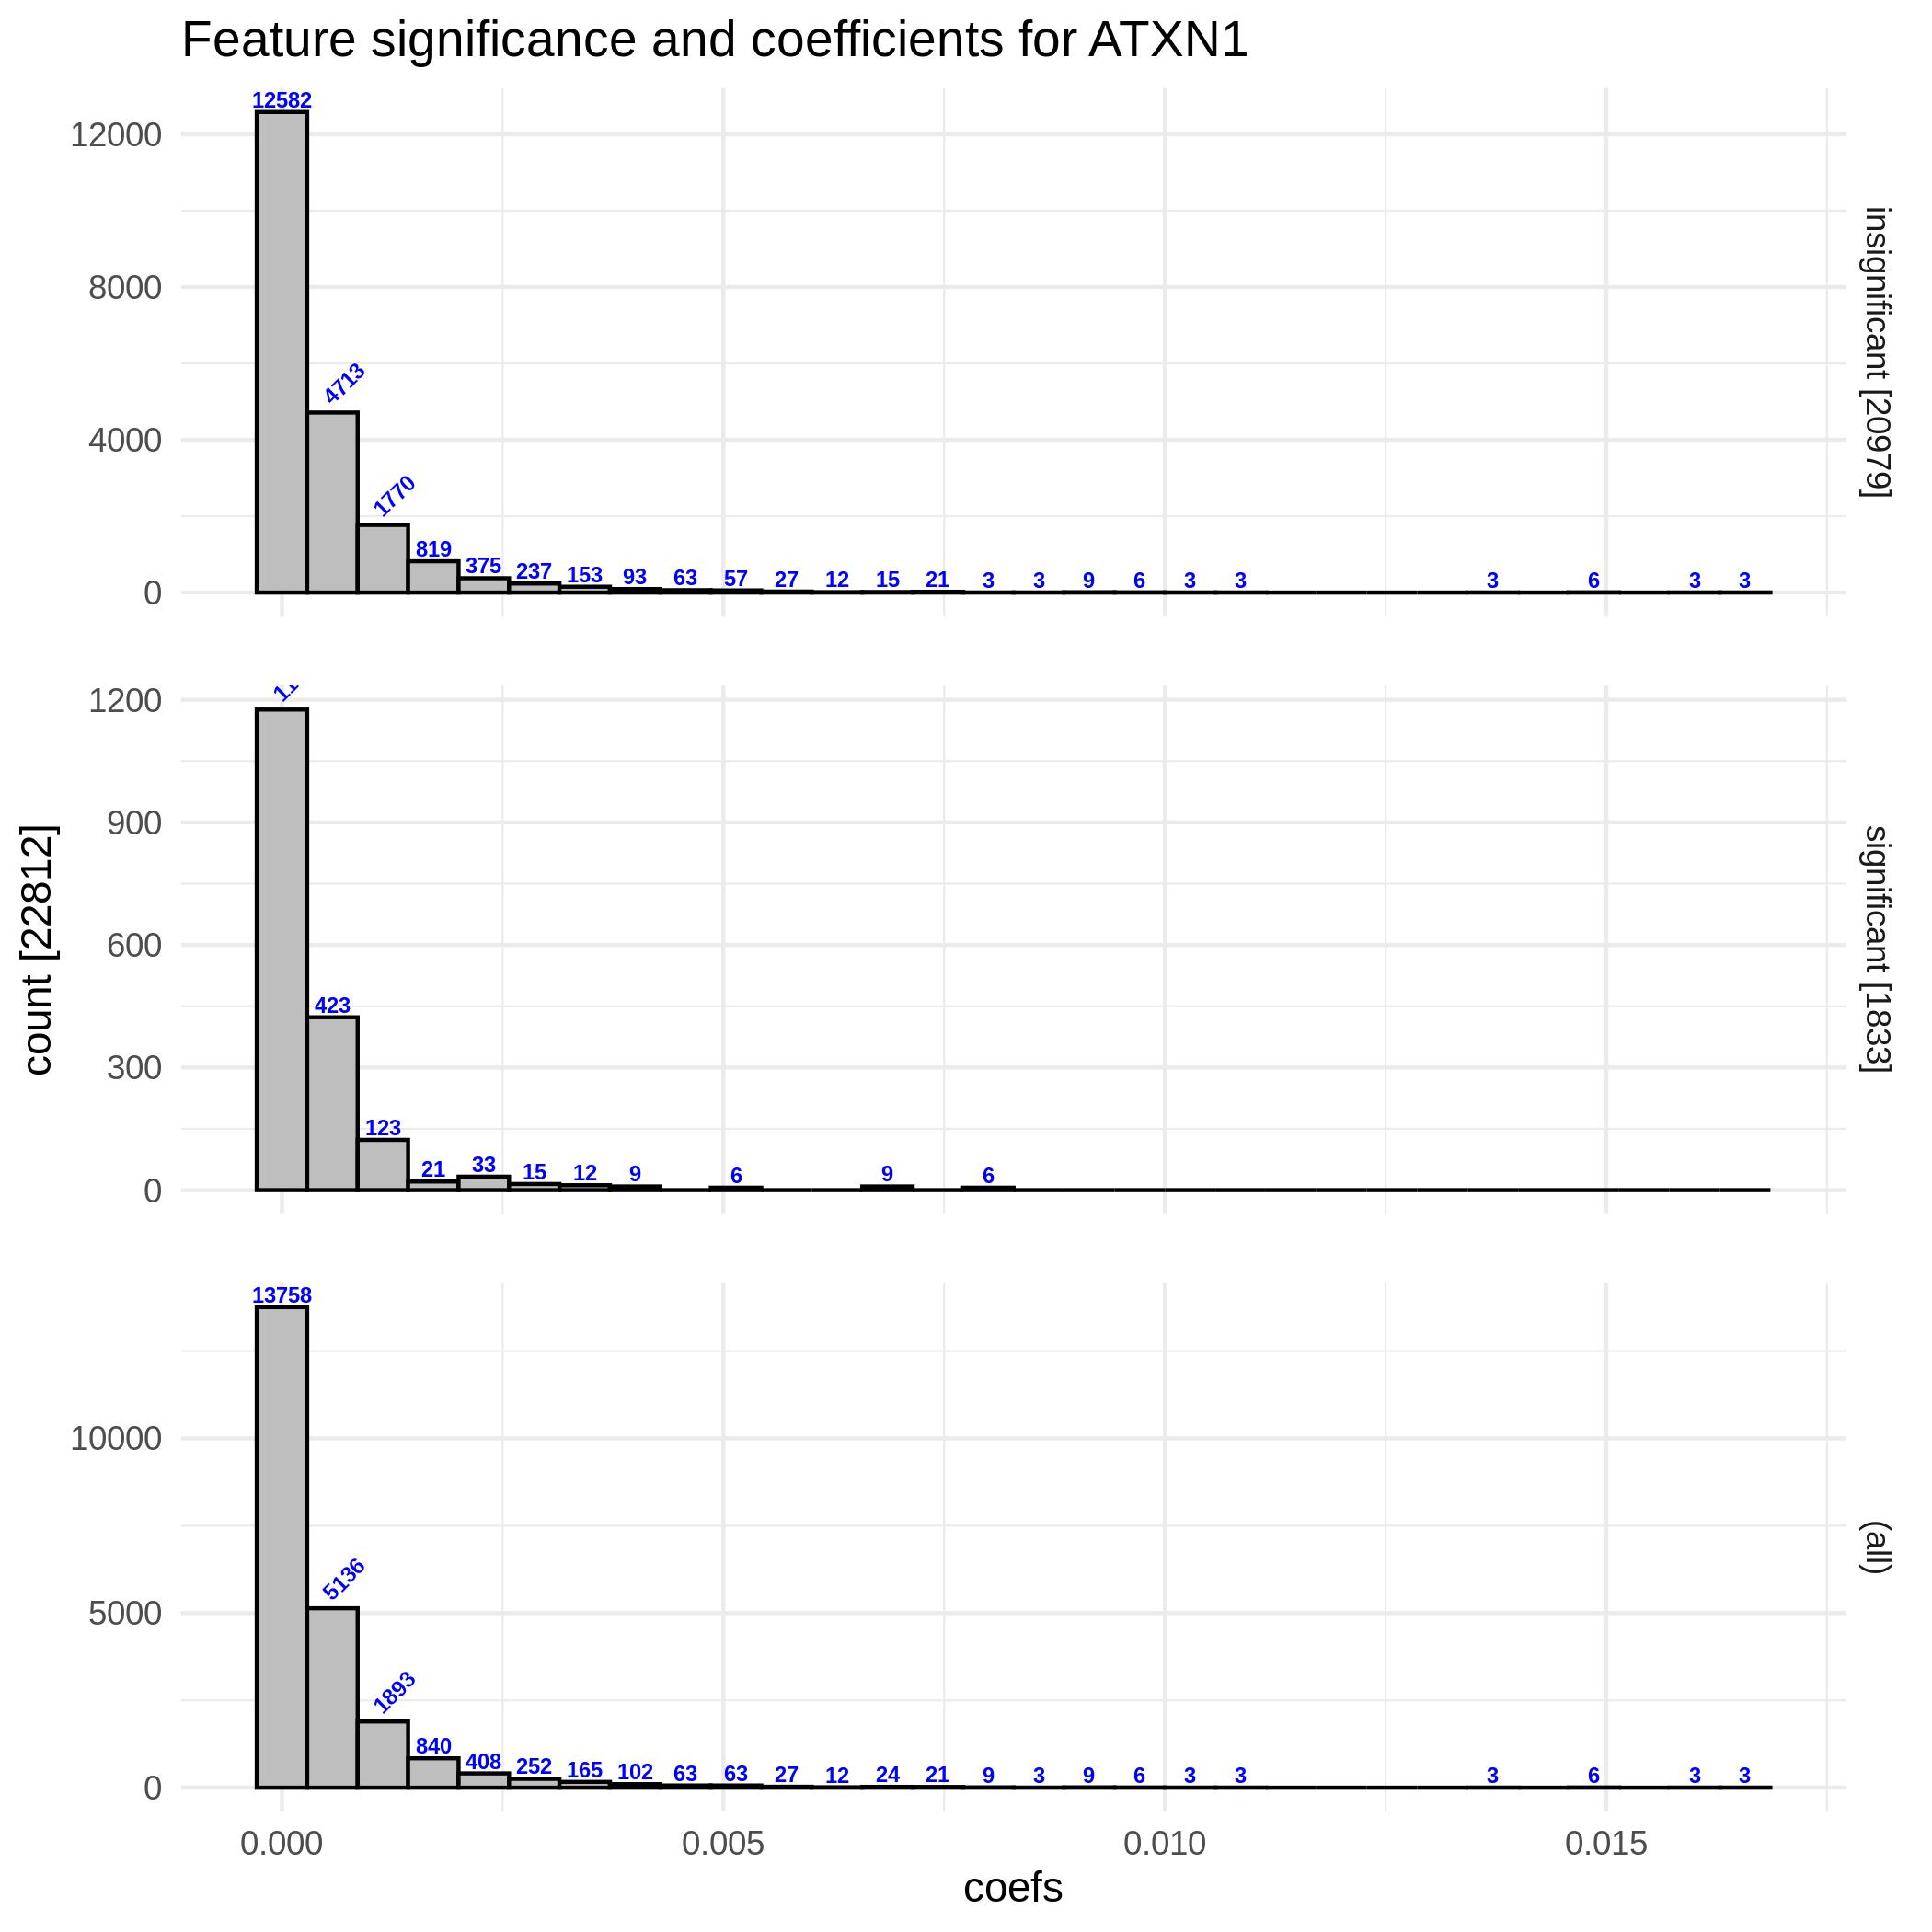 Feature significance and coefficients for ATXN1
12582
12000
8000
4713
4000
1770
819 375 237 153 93 63 57 27 12 15 21 3 3 9 6 3 3 3 6 3 3
0
insignificant [20979]
1200
900
600
423
300
123
21 33 15 12 9 6 9 6
0
significant [1833]
count [22812]
13758
10000
5136
5000
1893
840 408 252 165 102 63 63 27 12 24 21 9 3 9 6 3 3 3 6 3 3
0
(all)
0.000 0.005 0.010 0.015
coefs